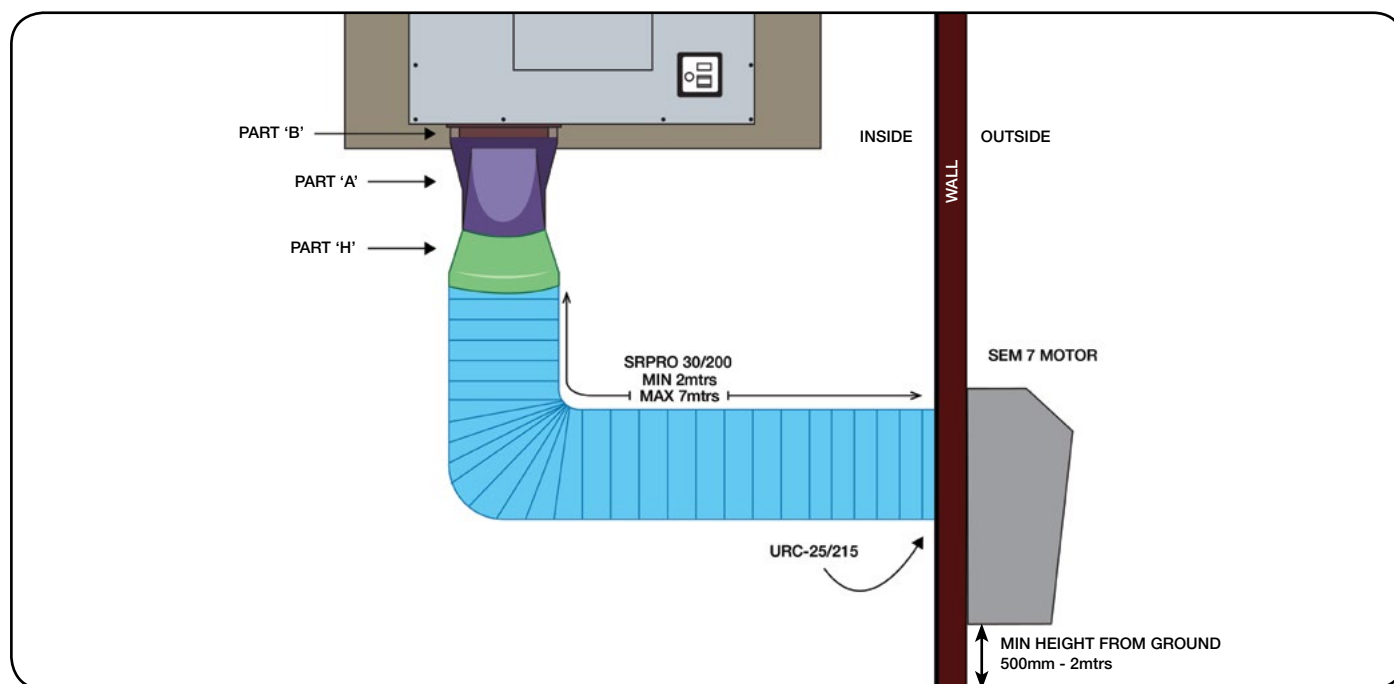 PART ‘B’
INSIDE
OUTSIDE
WALL
PART ‘A’
PART ‘H’
SRPRO 30/200
MIN 2mtrs
MAX 7mtrs
SEM 7 MOTOR
URC-25/215
MIN HEIGHT FROM GROUND
500mm - 2mtrs